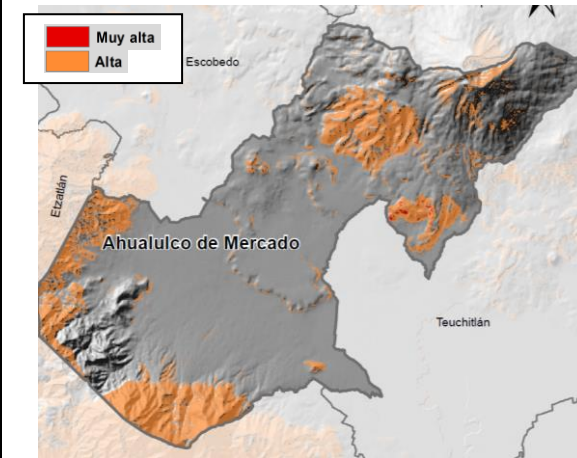 Muy alta
Alta
Escobedo
Etzatlán
Ahualulco de Mercado
Teuchitlán